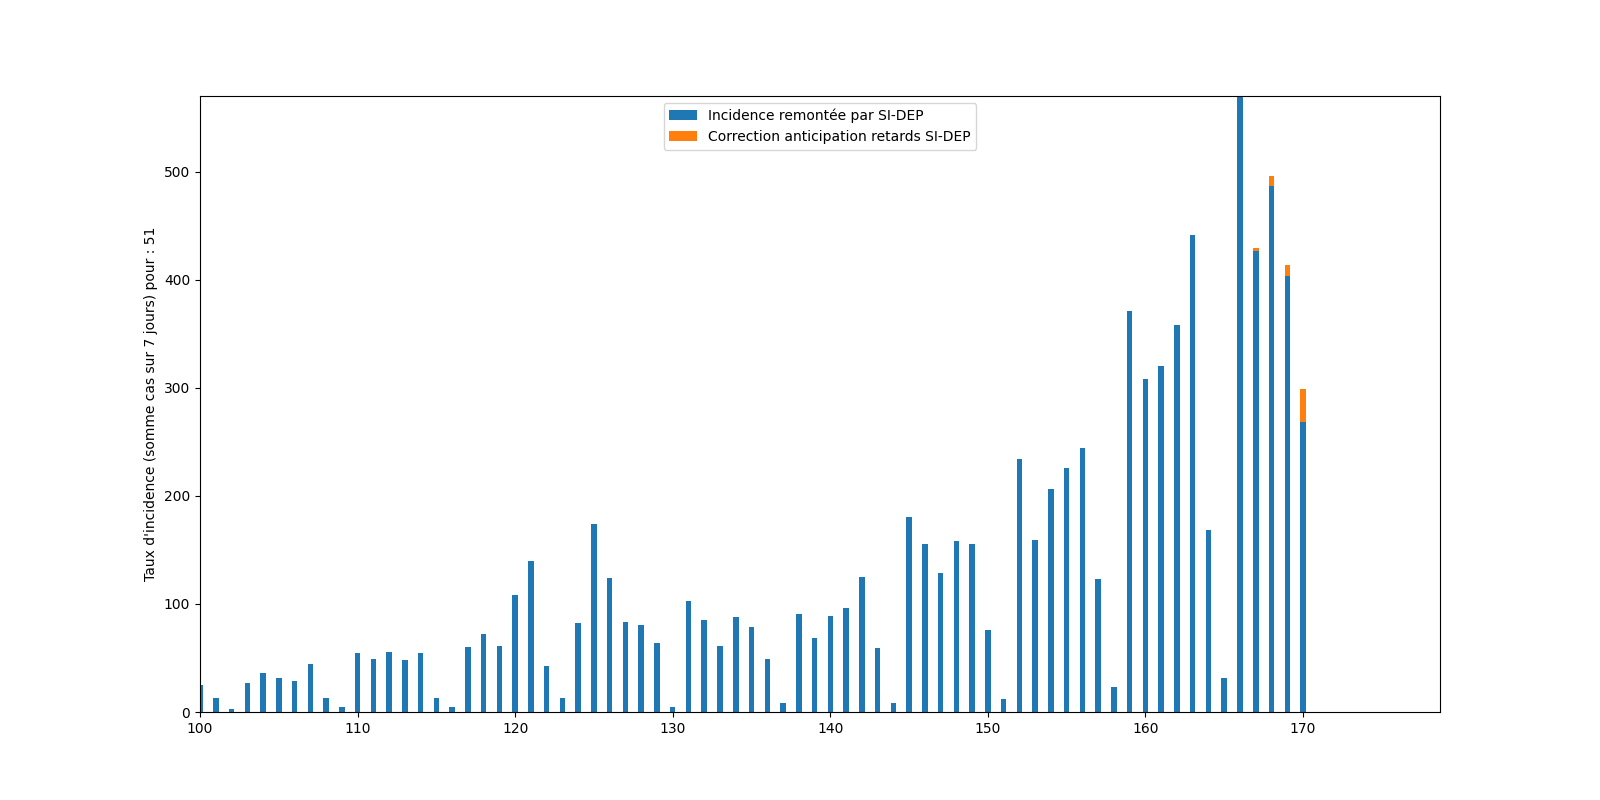 Incidence remontée par SI-DEP
Correction anticipation retards SI-DEP
Taux d'incidence (somme cas sur 7 jours) pour : 51
500
400
300
200
100
0
100 110 120 130 140 150 160 170